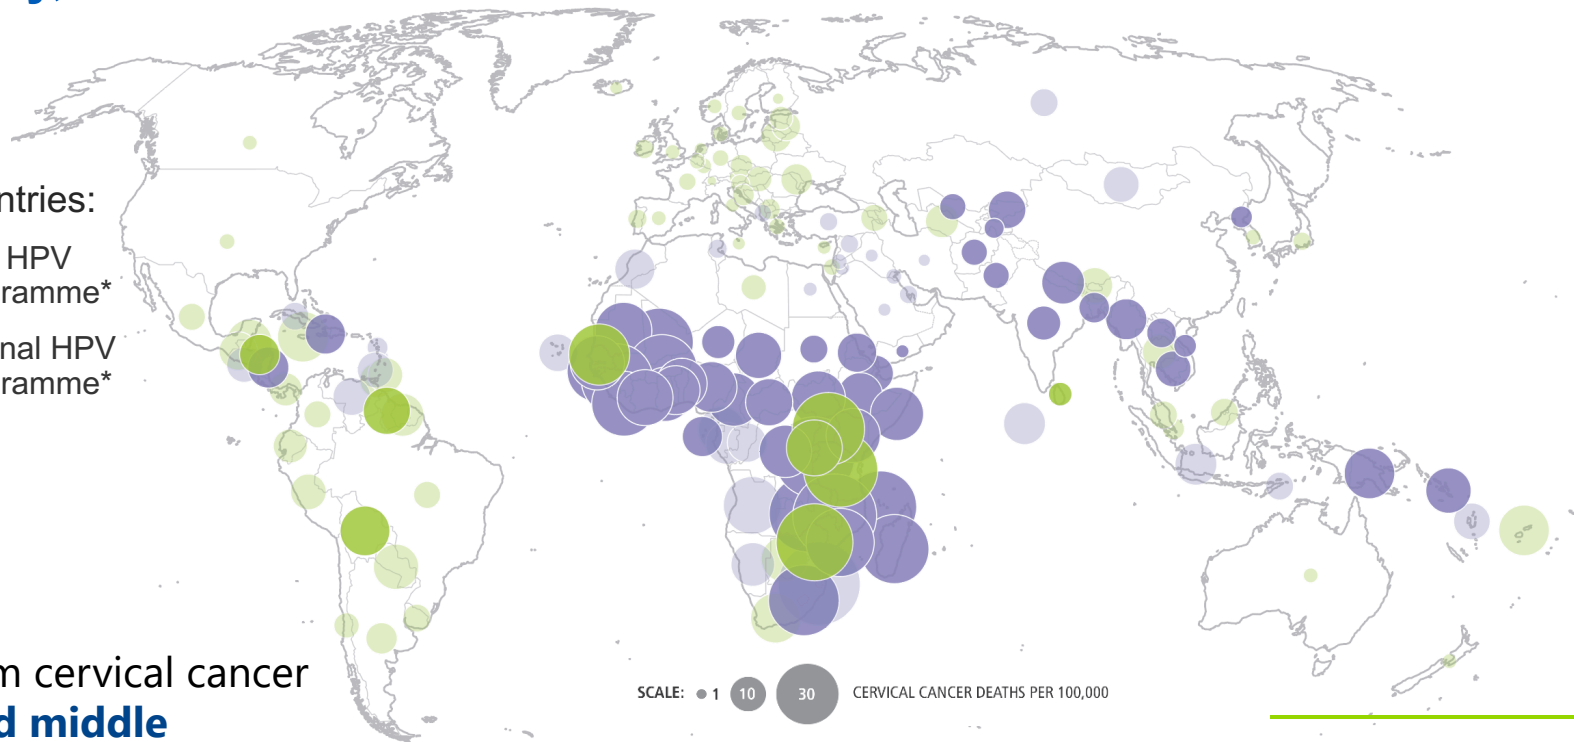 ntries:
HPV
ramme*
nal HPV
ramme*
m cervical cancer
d middle
SCALE: 1 10 30 CERVICAL CANCER DEATHS PER 100,000